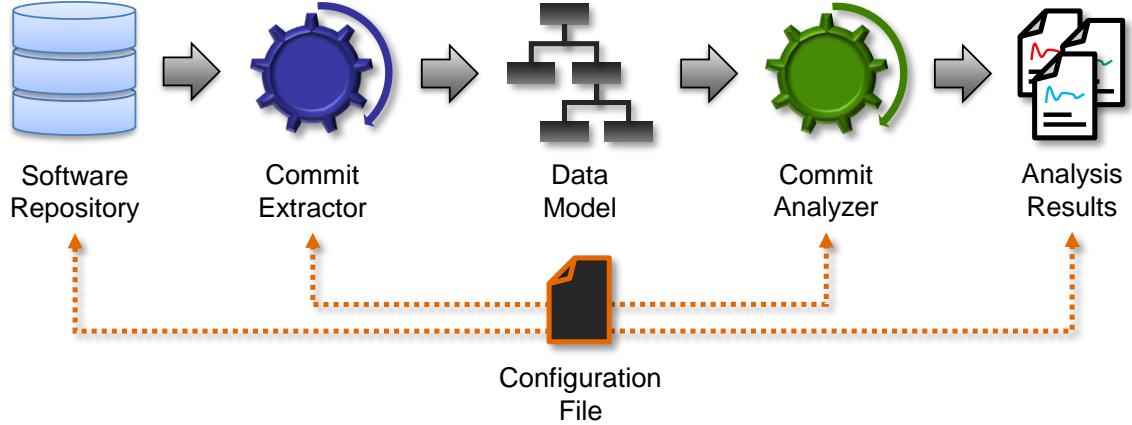 Software
Repository
Commit
Extractor
Data
Model
Commit
Analyzer
Analysis
Results
Configuration
File